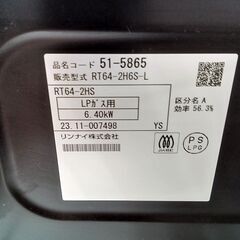 品名コード 51-5865
販売型式 RT64-2H6S-L
RT64-2HS
LPガス用
6.40kW
23.11-007498 YS
リンナイ株式会社
区分名 A
効率 56.3%
JIA
PS
LPG